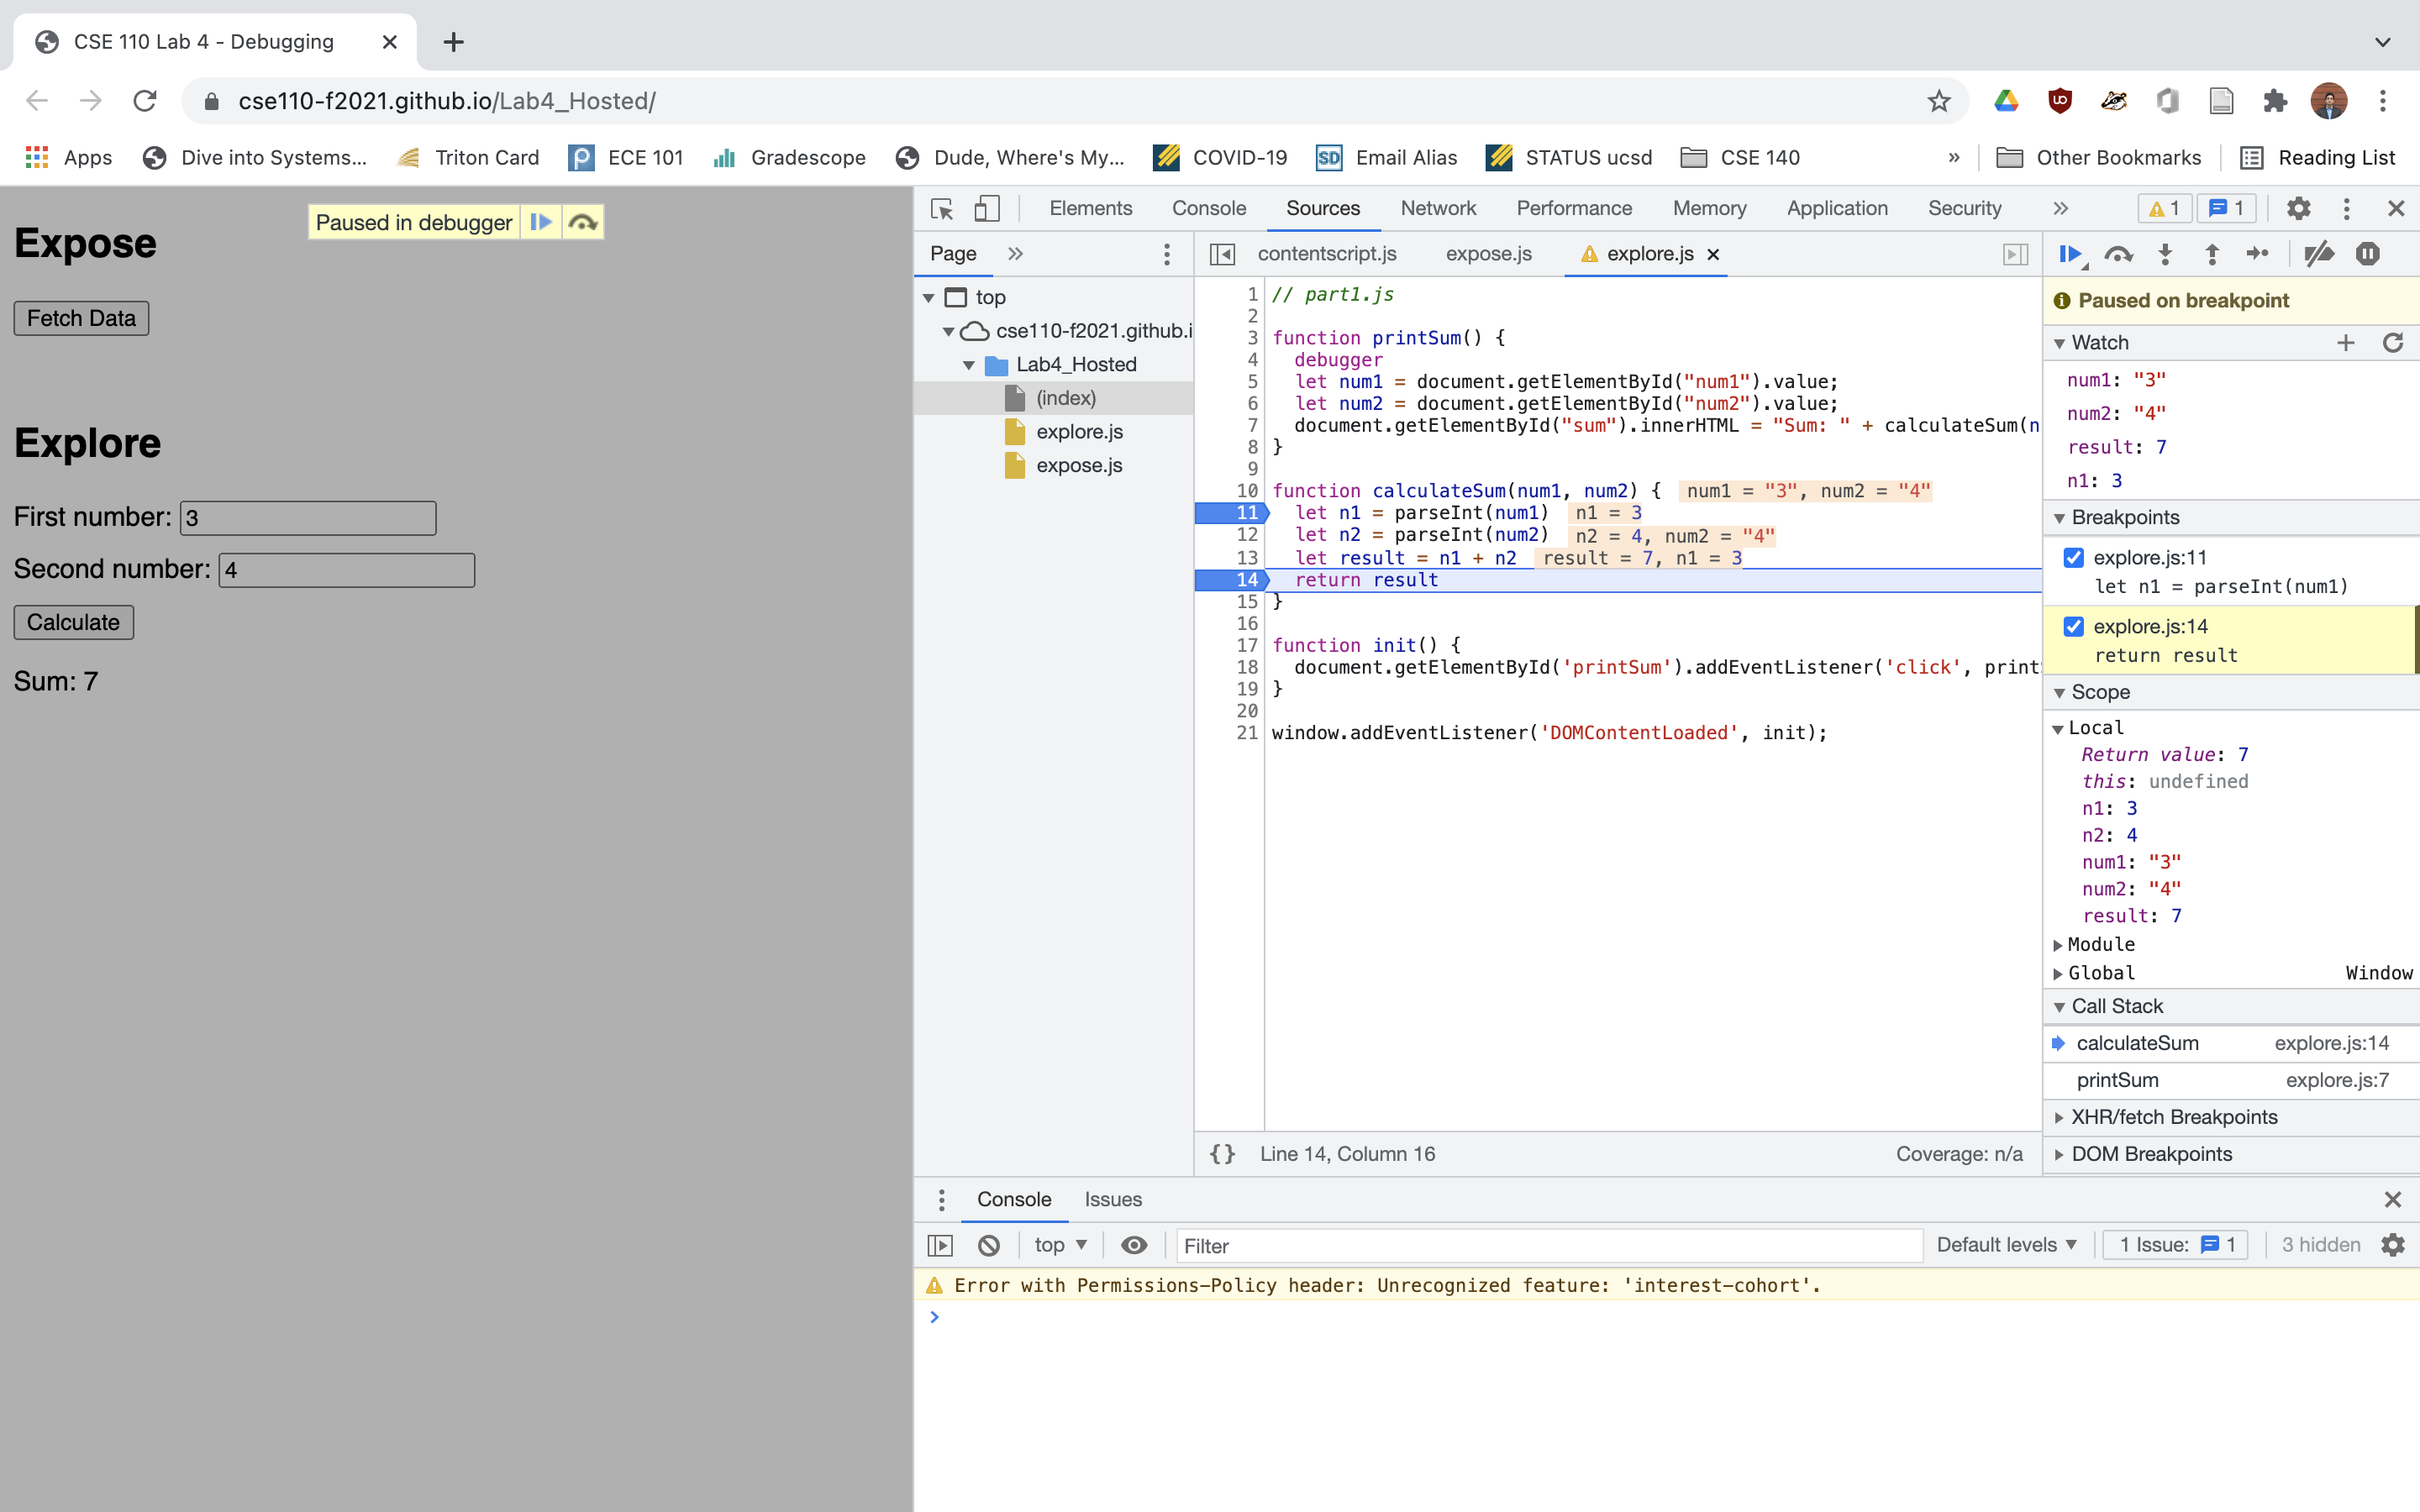 CSE 110 Lab 4 - Debugging
cse110-f2021.github.io/Lab4_Hosted/
Apps Dive into Systems... Triton Card ECE 101 Gradescope Dude, Where's My... COVID-19 SD Email Alias STATUS ucsd CSE 140 » Other Bookmarks Reading List
Paused in debugger
Expose
Fetch Data
Explore
First number: 3
Second number: 4
Calculate
Sum: 7
Elements Console Sources Network Performance Memory Application Security » 1 1
Page »
top
cse110-f2021.github.i
Lab4_Hosted
(index)
explore.js
expose.js
contentscript.js expose.js explore.js
1 // part1.js
2
3 function printSum() {
4 debugger
5 let num1 = document.getElementById("num1").value;
6 let num2 = document.getElementById("num2").value;
7 document.getElementById("sum").innerHTML = "Sum: " + calculateSum(n
8 }
9
10 function calculateSum(num1, num2) { num1 = "3", num2 = "4"
11 let n1 = parseInt(num1) n1 = 3
12 let n2 = parseInt(num2) n2 = 4, num2 = "4"
13 let result = n1 + n2 result = 7, n1 = 3
14 return result
15 }
16
17 function init() {
18 document.getElementById('printSum').addEventListener('click', print
19 }
20
21 window.addEventListener('DOMContentLoaded', init);
{} Line 14, Column 16 Coverage: n/a
Paused on breakpoint
Watch
num1: "3"
num2: "4"
result: 7
n1: 3
Breakpoints
explore.js:11
let n1 = parseInt(num1)
explore.js:14
return result
Scope
Local
Return value: 7
this: undefined
n1: 3
n2: 4
num1: "3"
num2: "4"
result: 7
Module
Global Window
Call Stack
calculateSum explore.js:14
printSum explore.js:7
XHR/fetch Breakpoints
DOM Breakpoints
Console Issues
top Filter Default levels 1 Issue: 1 3 hidden
Error with Permissions-Policy header: Unrecognized feature: 'interest-cohort'.